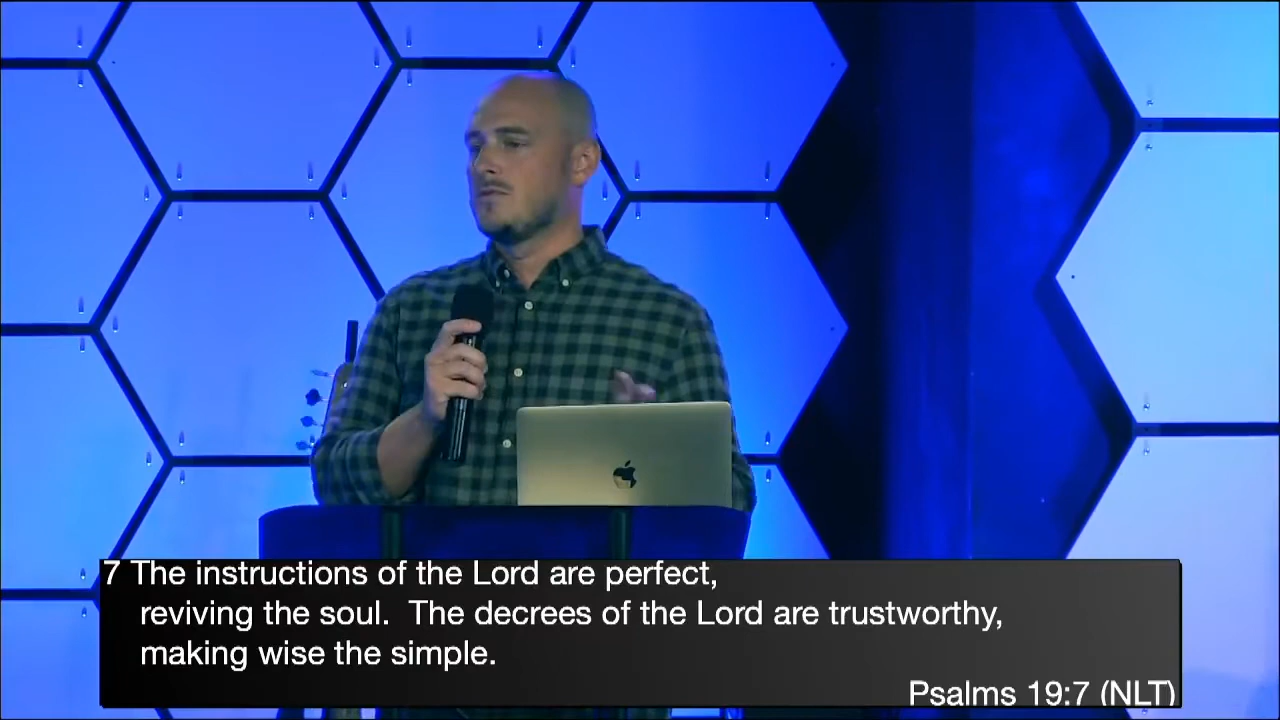 7 The instructions of the Lord are perfect,
reviving the soul.  The decrees of the Lord are trustworthy,
making wise the simple.
Psalms 19:7 (NLT)